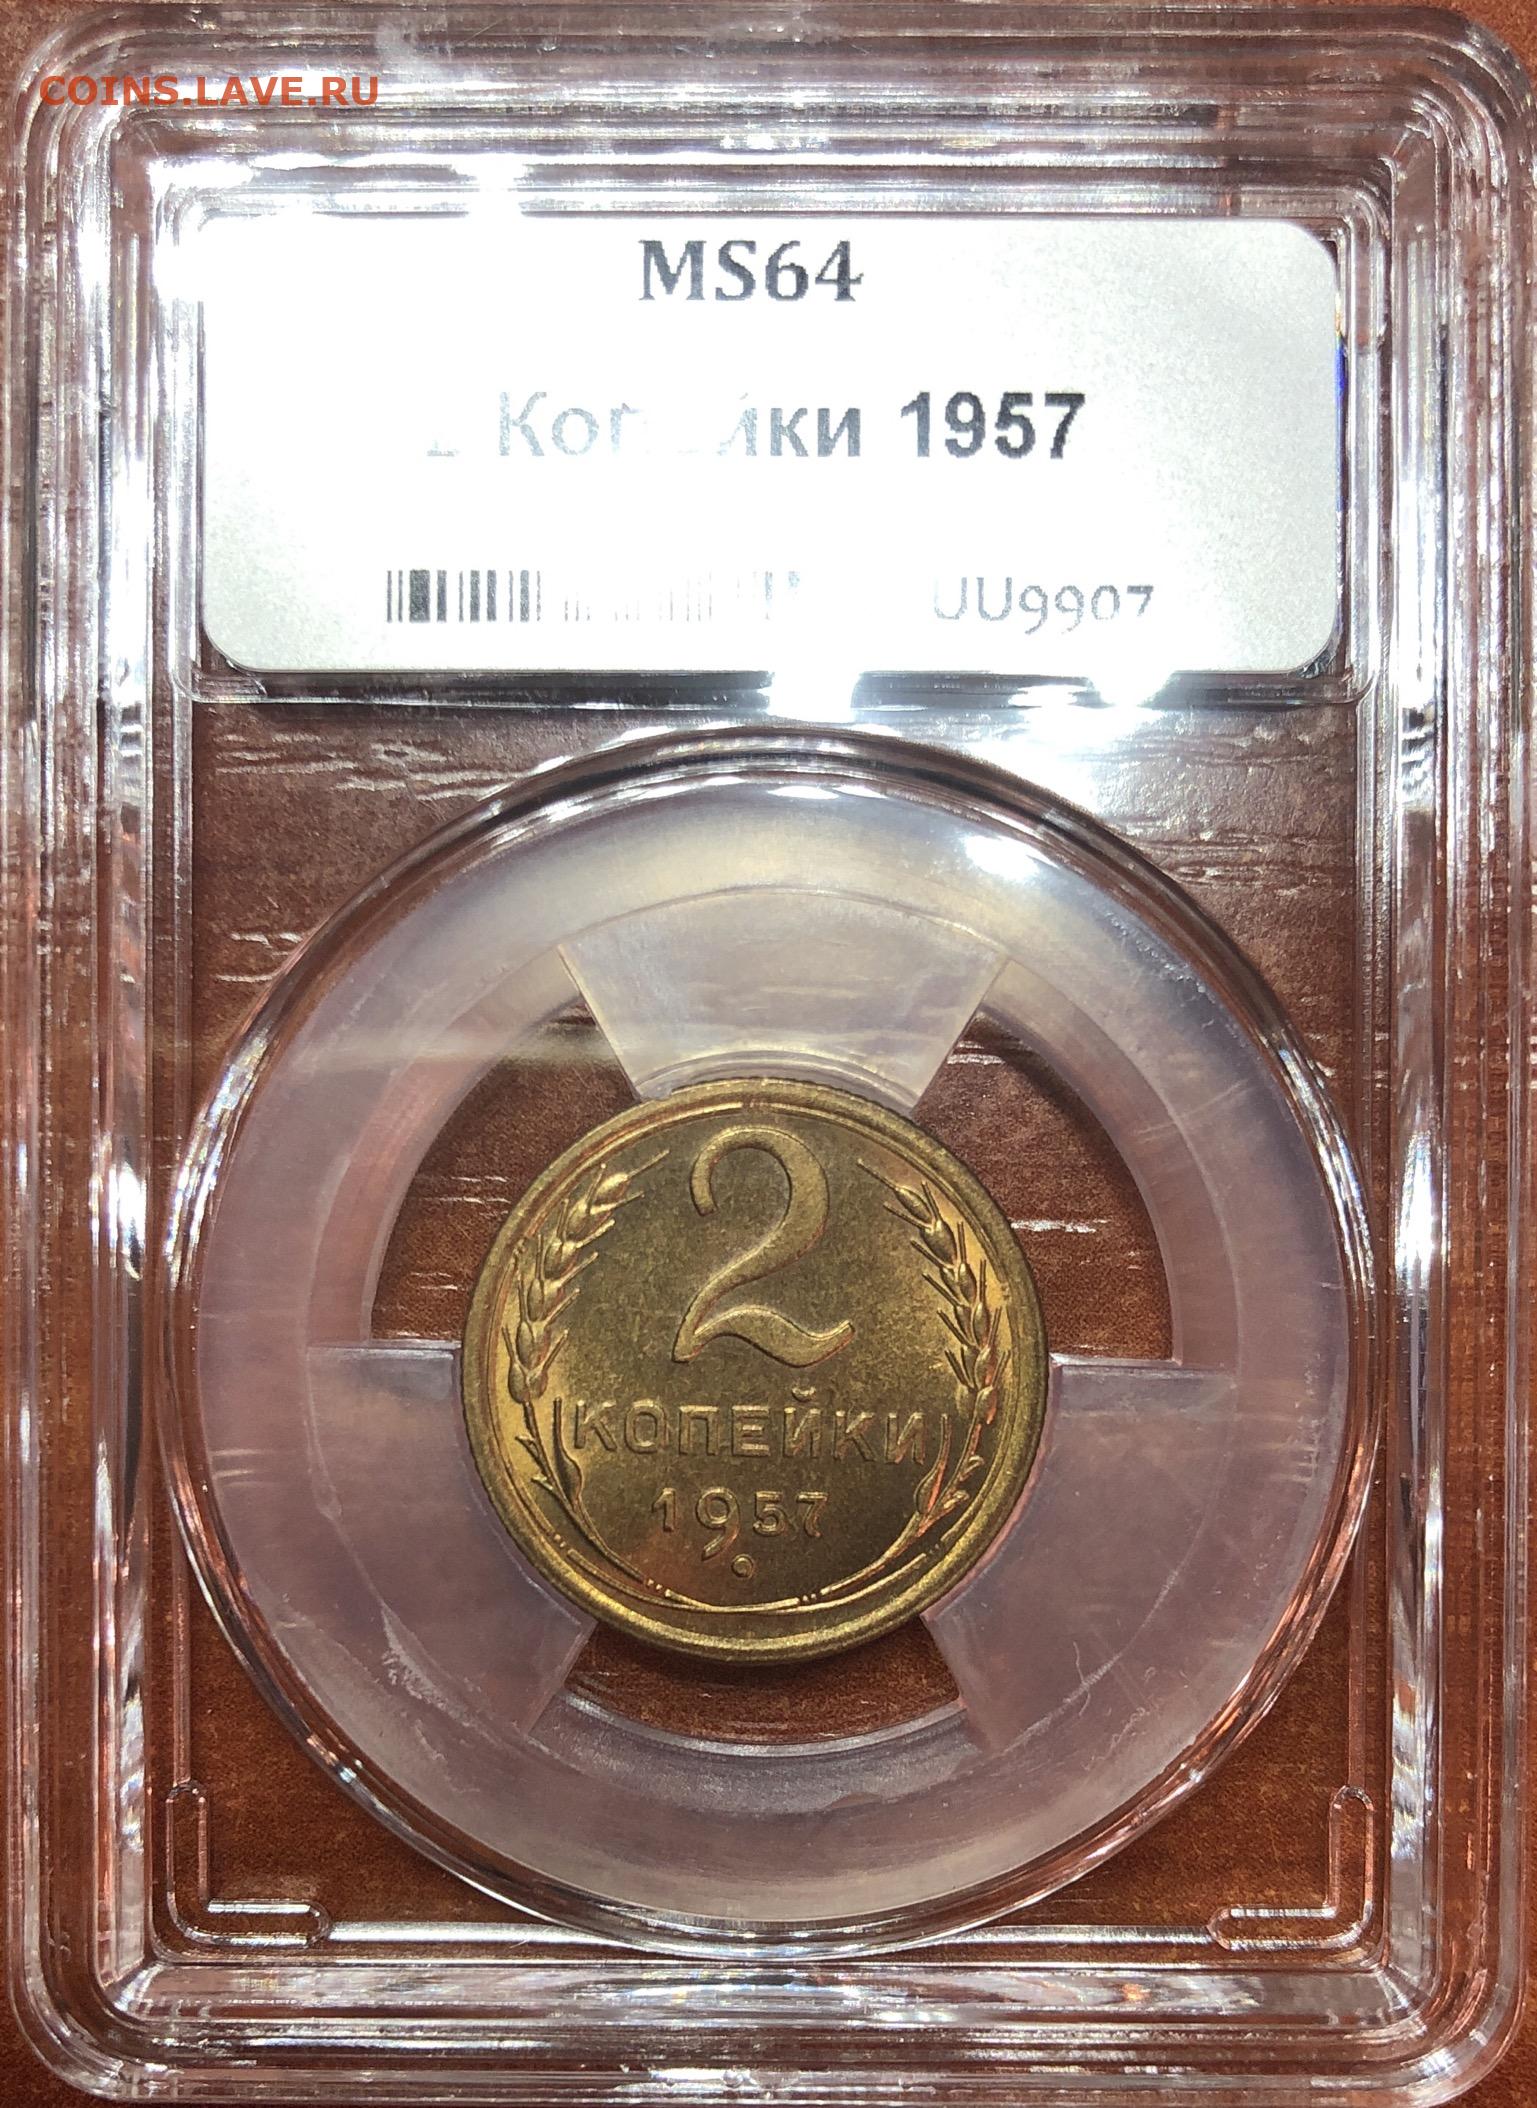 COINS.LAVE.RU
MS64
Копейки 1957
UU9907
2
КОПЕЙКИ
1957